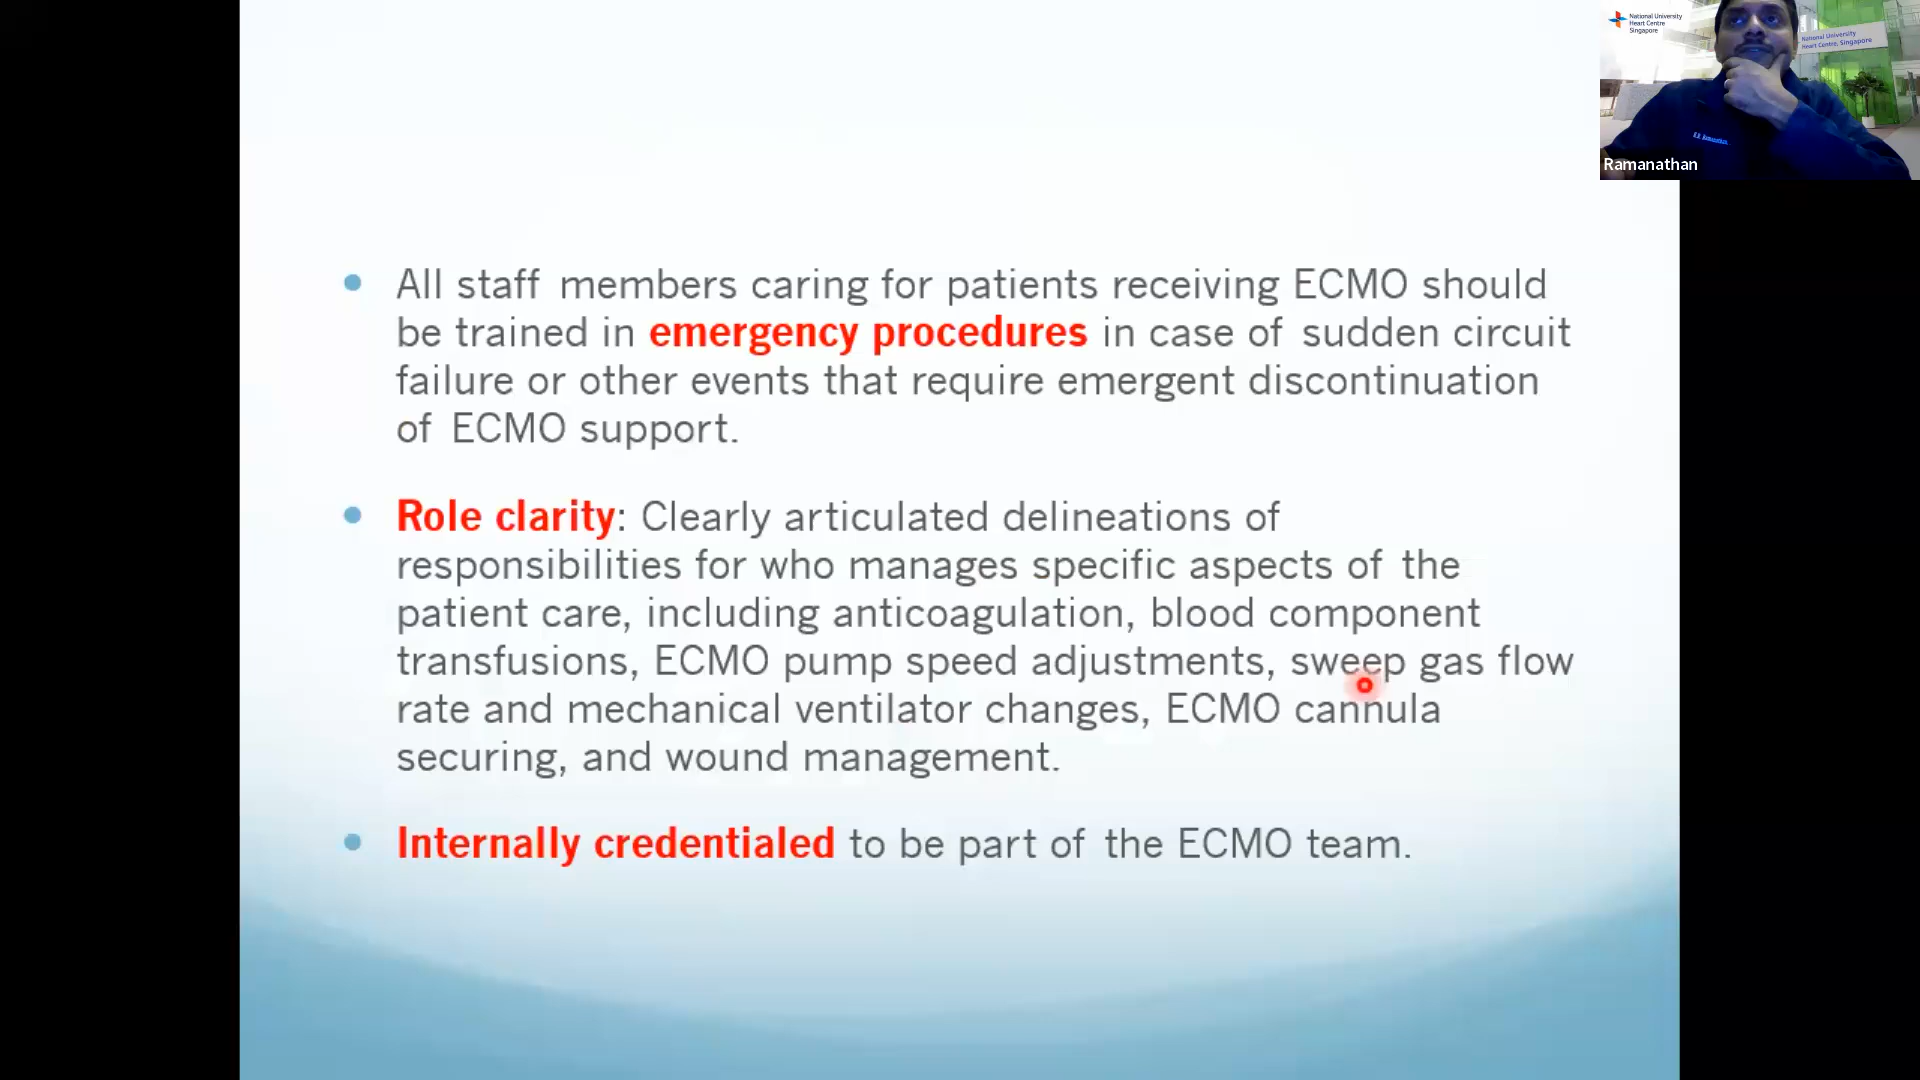 National University
Heart Centre
Singapore
National University
Heart Centre, Singapore
Ramanathan
All staff members caring for patients receiving ECMO should
be trained in emergency procedures in case of sudden circuit
failure or other events that require emergent discontinuation
of ECMO support.
Role clarity: Clearly articulated delineations of
responsibilities for who manages specific aspects of the
patient care, including anticoagulation, blood component
transfusions, ECMO pump speed adjustments, sweep gas flow
rate and mechanical ventilator changes, ECMO cannula
securing, and wound management.
Internally credentialed to be part of the ECMO team.